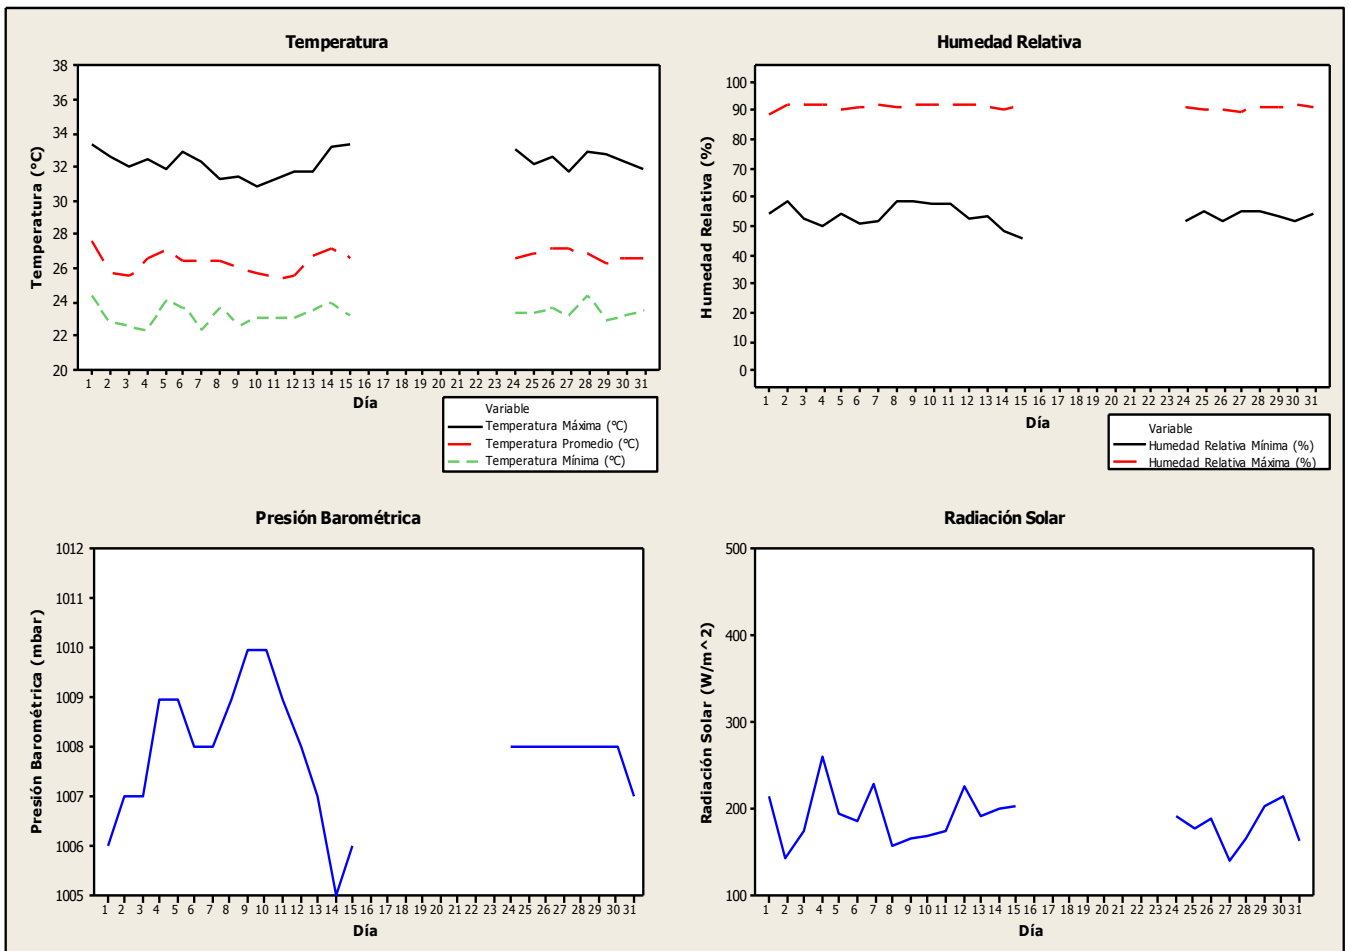 Temperatura
38
36
34
32
30
28
26
24
22
20
Temperatura (°C)
1 2 3 4 5 6 7 8 9 10 11 12 13 14 15 16 17 18 19 20 21 22 23 24 25 26 27 28 29 30 31
Día
Variable
Temperatura Máxima (°C)
Temperatura Promedio (°C)
Temperatura Mínima (°C)
Humedad Relativa
100
90
80
70
60
50
40
30
20
10
0
Humedad Relativa (%)
1 2 3 4 5 6 7 8 9 10 11 12 13 14 15 16 17 18 19 20 21 22 23 24 25 26 27 28 29 30 31
Día
Variable
Humedad Relativa Mínima (%)
Humedad Relativa Máxima (%)
Presión Barométrica
1012
1011
1010
1009
1008
1007
1006
1005
Presión Barométrica (mbar)
1 2 3 4 5 6 7 8 9 10 11 12 13 14 15 16 17 18 19 20 21 22 23 24 25 26 27 28 29 30 31
Día
Radiación Solar
500
400
300
200
100
Radiación Solar (W/m^2)
1 2 3 4 5 6 7 8 9 10 11 12 13 14 15 16 17 18 19 20 21 22 23 24 25 26 27 28 29 30 31
Día